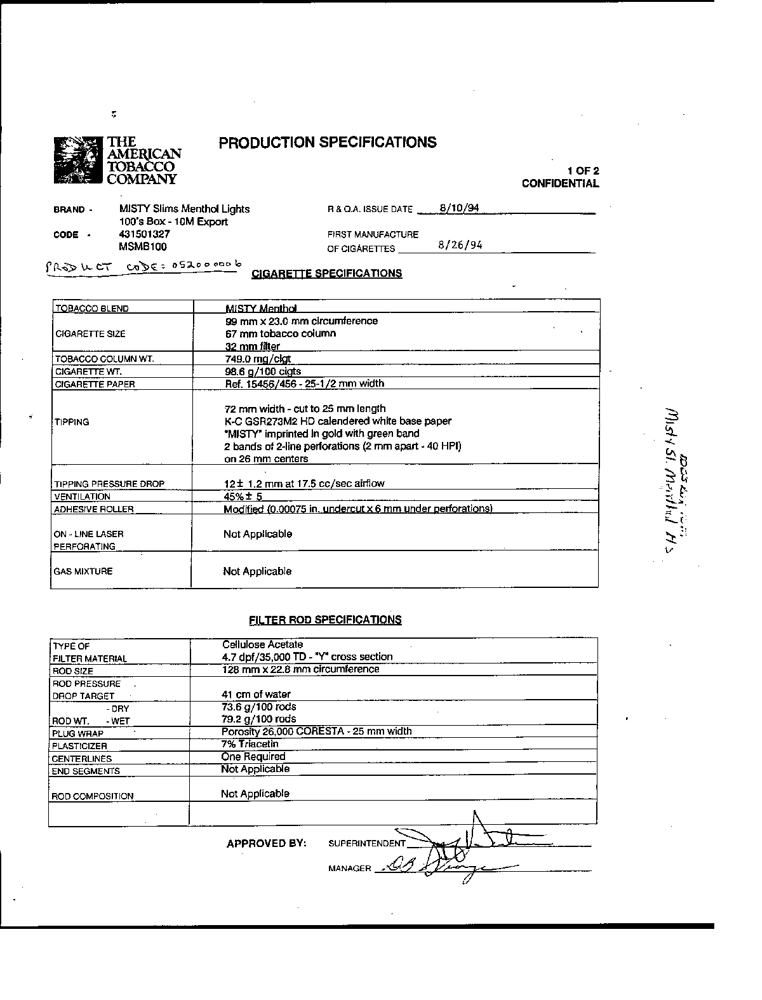 THE
AMERICAN
TOBACCO
COMPANY
PRODUCTION SPECIFICATIONS
1 OF 2
CONFIDENTIAL
BRAND - MISTY Slims Menthol Lights
100's Box - 10M Export
CODE - 431501327
MSMB100
R & Q.A. ISSUE DATE 8/10/94
FIRST MANUFACTURE
OF CIGARETTES 8/26/94
PRODUCT CODE: 052000006
CIGARETTE SPECIFICATIONS
TOBACCO BLEND MISTY Menthol
CIGARETTE SIZE 99 mm x 23.0 mm circumference
67 mm tobacco column
32 mm filter
TOBACCO COLUMN WT. 749.0 mg/cigt
CIGARETTE WT. 98.6 g/100 cigts
CIGARETTE PAPER Ref. 15456/456 - 25-1/2 mm width
TIPPING 72 mm width - cut to 25 mm length
K-C GSR273M2 HD calendered white base paper
"MISTY" imprinted in gold with green band
2 bands of 2-line perforations (2 mm apart - 40 HPI)
on 26 mm centers
TIPPING PRESSURE DROP 12± 1.2 mm at 17.5 cc/sec airflow
VENTILATION 45% ± 5
ADHESIVE ROLLER Modified (0.00075 in. undercut x 6 mm under perforations)
ON - LINE LASER
PERFORATING Not Applicable
GAS MIXTURE Not Applicable
FILTER ROD SPECIFICATIONS
TYPE OF
FILTER MATERIAL Cellulose Acetate
4.7 dpf/35,000 TD - "Y" cross section
ROD SIZE 128 mm x 22.8 mm circumference
ROD PRESSURE
DROP TARGET 41 cm of water
- DRY 73.6 g/100 rods
ROD WT. - WET 79.2 g/100 rods
PLUG WRAP Porosity 26,000 CORESTA - 25 mm width
PLASTICIZER 7% Triacetin
CENTERLINES One Required
END SEGMENTS Not Applicable
ROD COMPOSITION Not Applicable
APPROVED BY: SUPERINTENDENT
MANAGER
Misty Sl. Menthol